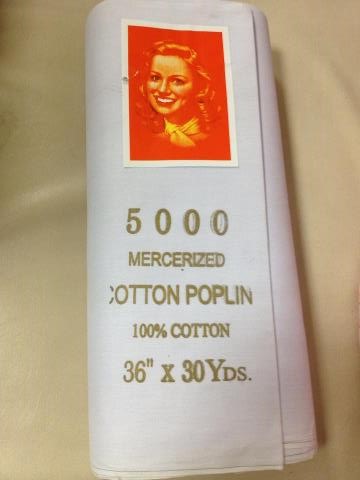 5000
MERCERIZED
COTTON POPLIN
100% COTTON
36" X 30YDS.